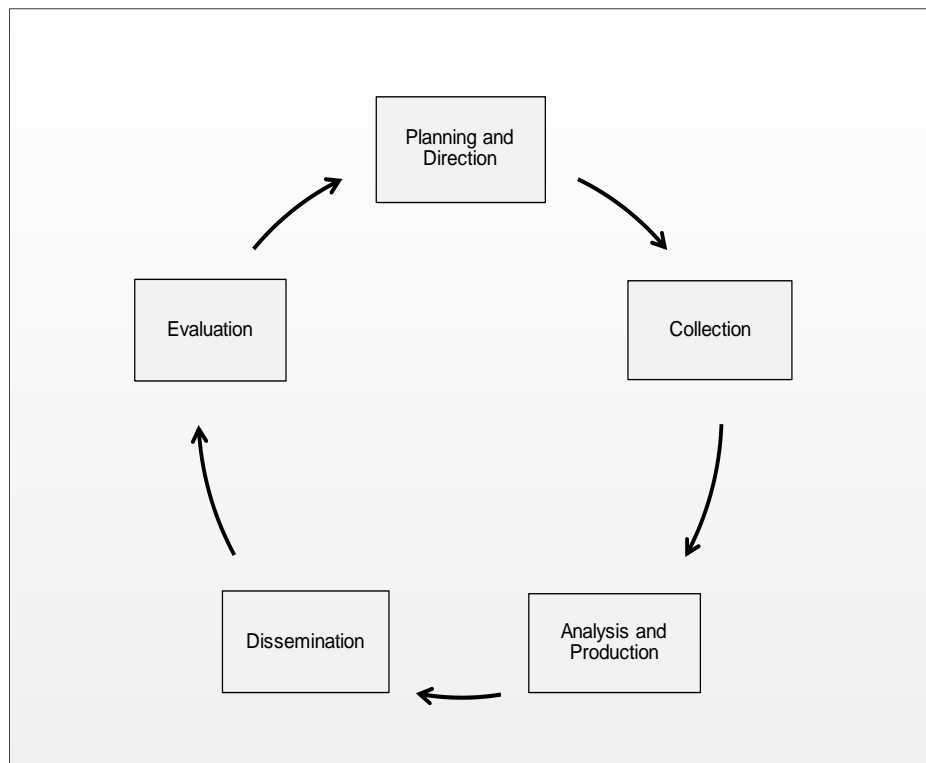 Planning and
Direction
Collection
Analysis and
Production
Dissemination
Evaluation